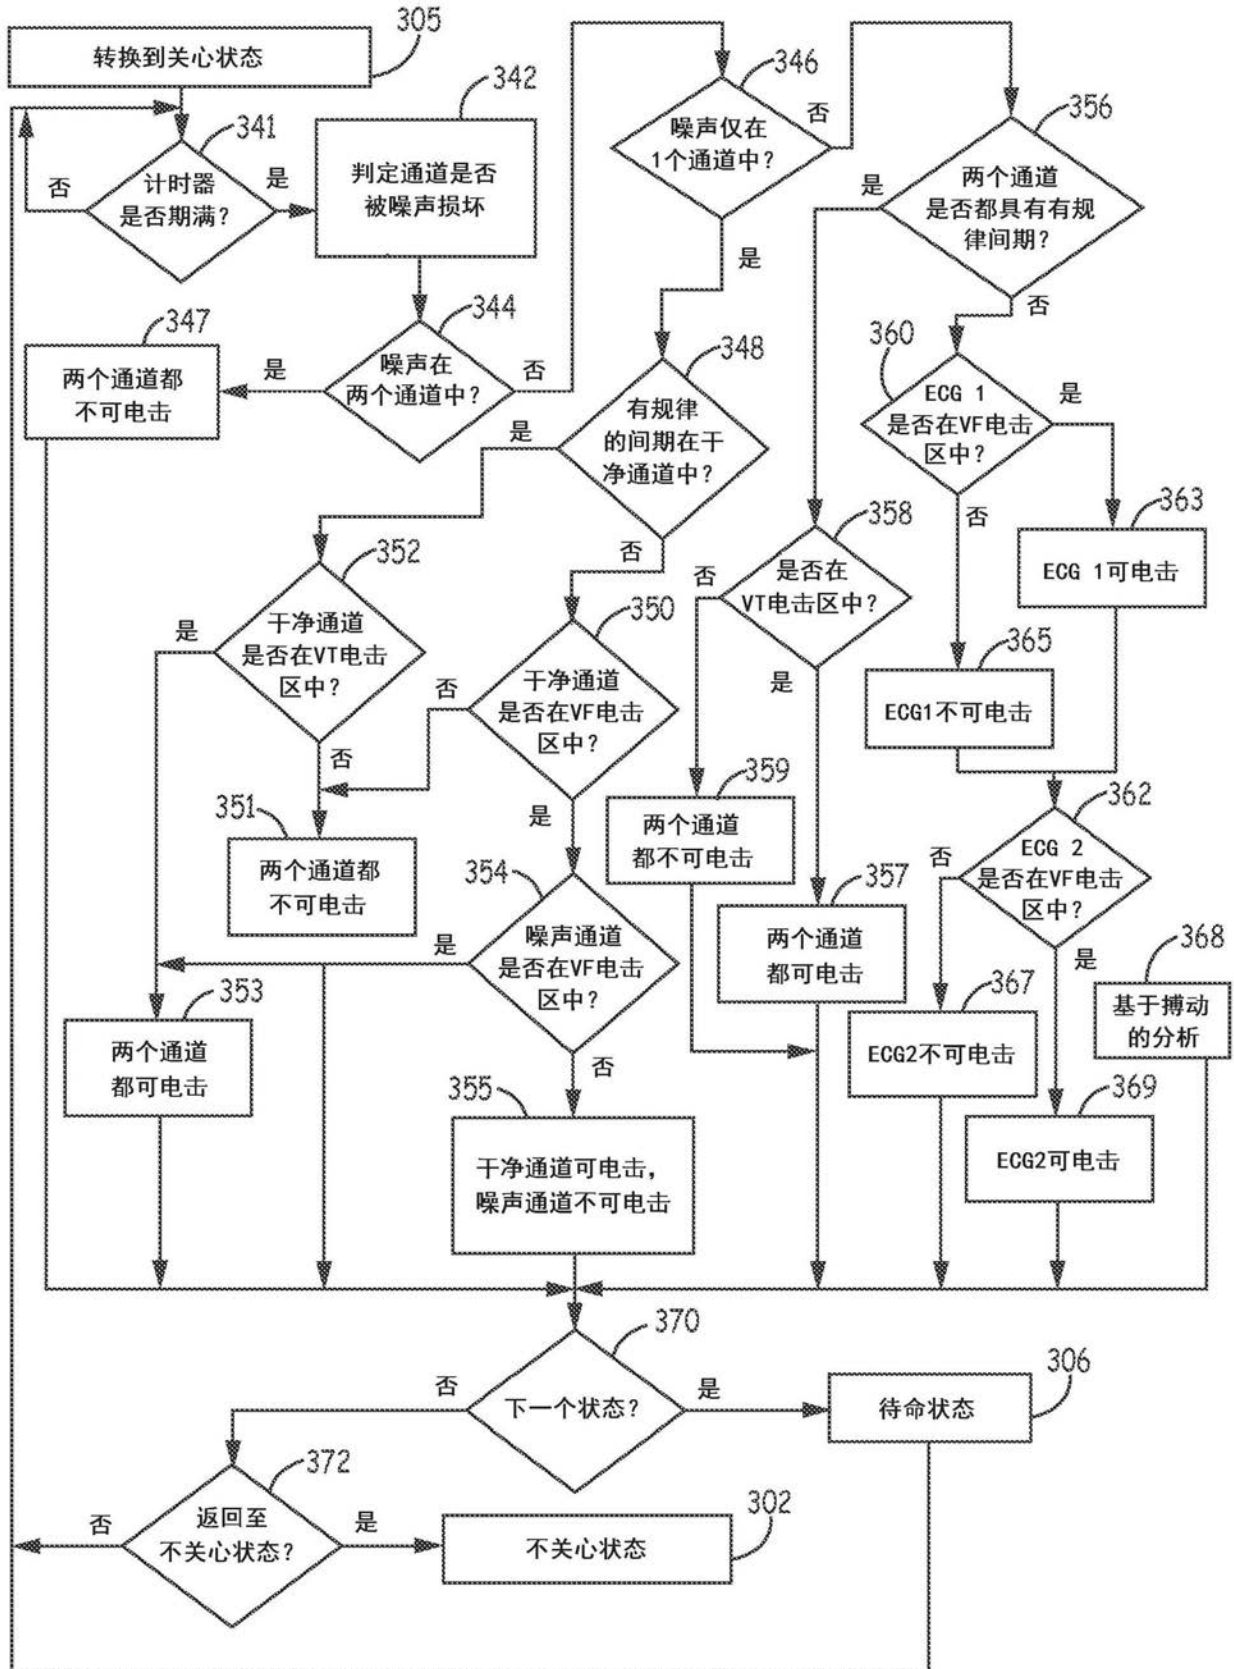 305
转换到关心状态
341
计时器
是否期满?
否
是
342
判定通道是否
被噪声损坏
344
噪声在
两个通道中?
是
否
347
两个通道都
不可电击
346
噪声仅在
1个通道中?
否
是
356
两个通道
是否都具有有规
律间期?
是
否
348
有规律
的间期在干
净通道中?
是
否
360
ECG 1
是否在VF电击
区中?
是
否
363
ECG 1可电击
365
ECG1不可电击
358
是否在
VT电击区中?
否
是
352
干净通道
是否在VT电击
区中?
是
否
350
干净通道
是否在VF电击
区中?
否
是
351
两个通道都
不可电击
359
两个通道
都不可电击
357
两个通道
都可电击
362
ECG 2
是否在VF电击
区中?
否
是
354
噪声通道
是否在VF电击
区中?
是
否
353
两个通道
都可电击
367
ECG2不可电击
368
基于搏动
的分析
369
ECG2可电击
355
干净通道可电击,
噪声通道不可电击
370
下一个状态?
否
是
306
待命状态
372
返回至
不关心状态?
否
是
302
不关心状态